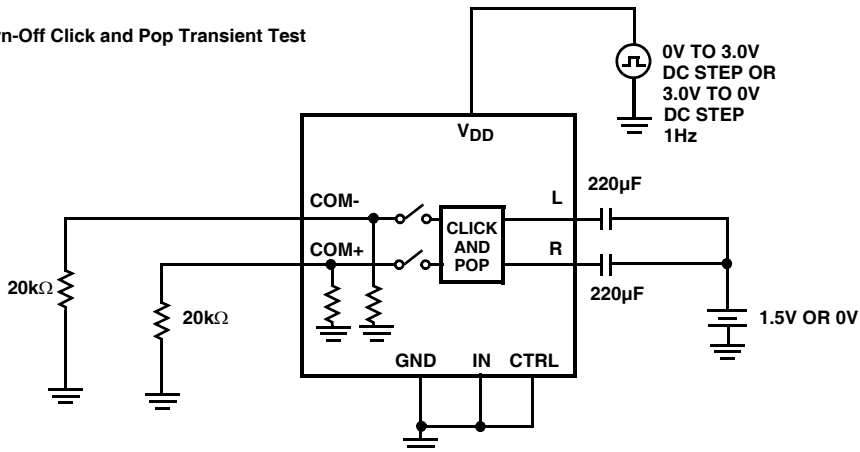 n-Off Click and Pop Transient Test
0V TO 3.0V
DC STEP OR
3.0V TO 0V
DC STEP
1Hz
VDD
220µF
COM-
L
CLICK
AND
POP
COM+
R
220µF
20kΩ
20kΩ
1.5V OR 0V
GND IN CTRL